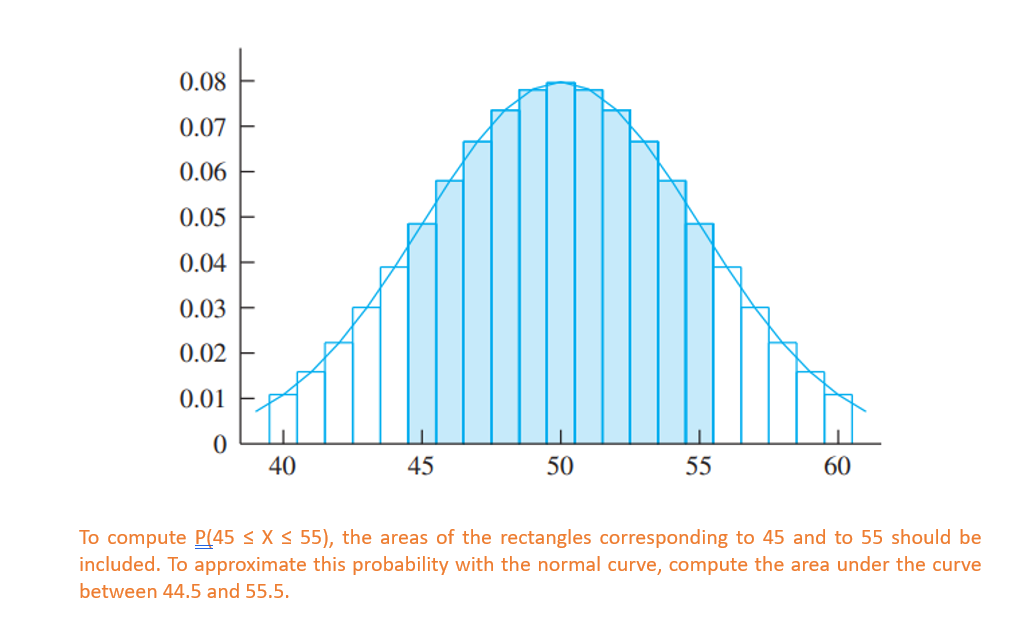 0.08
0.07
0.06
0.05
0.04
0.03
0.02
0.01
0
40 45 50 55 60
To compute P(45 ≤ X ≤ 55), the areas of the rectangles corresponding to 45 and to 55 should be
included. To approximate this probability with the normal curve, compute the area under the curve
between 44.5 and 55.5.